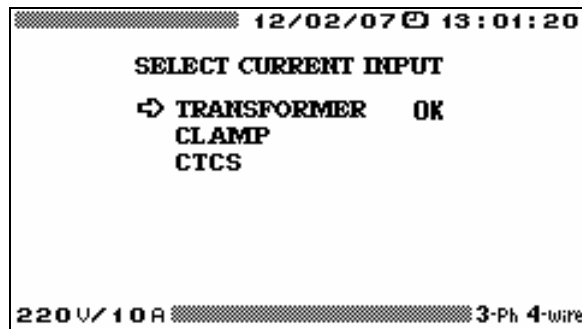 12/02/07 13:01:20
SELECT CURRENT INPUT
TRANSFORMER OK
CLAMP
CTCS
220V/10A 3-Ph 4-wire